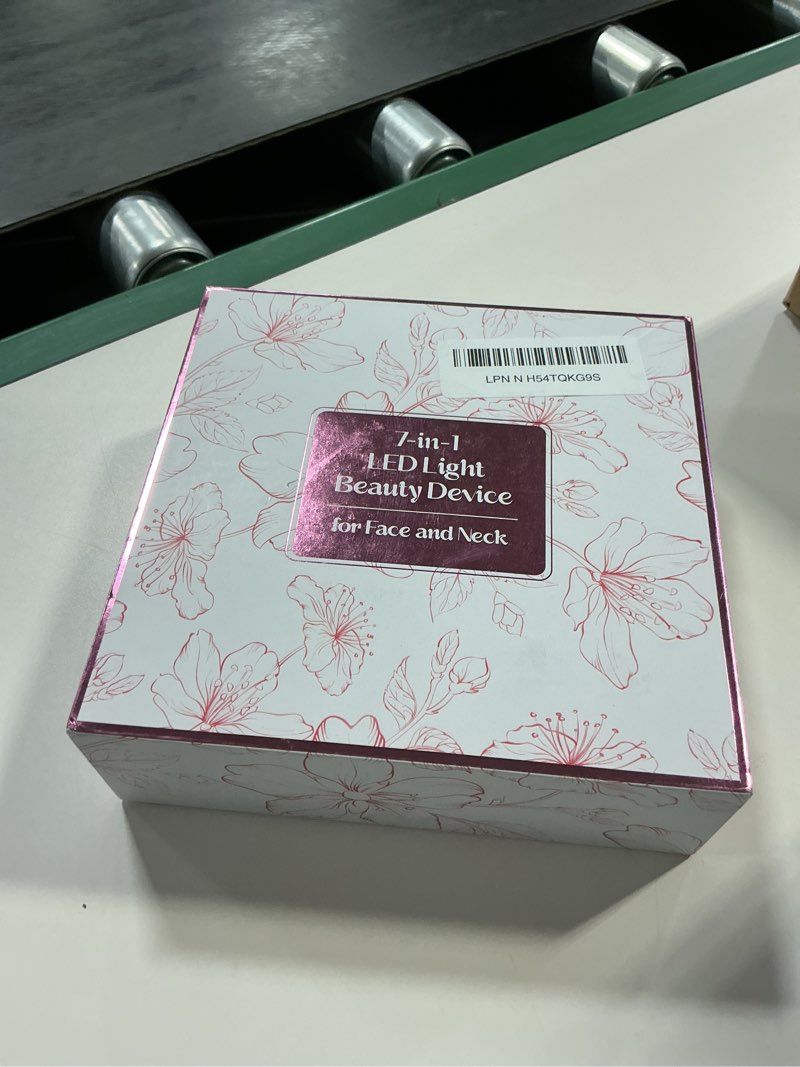 LPN N H54TQKG9S
7-in-1
LED Light
Beauty Device
for Face and Neck